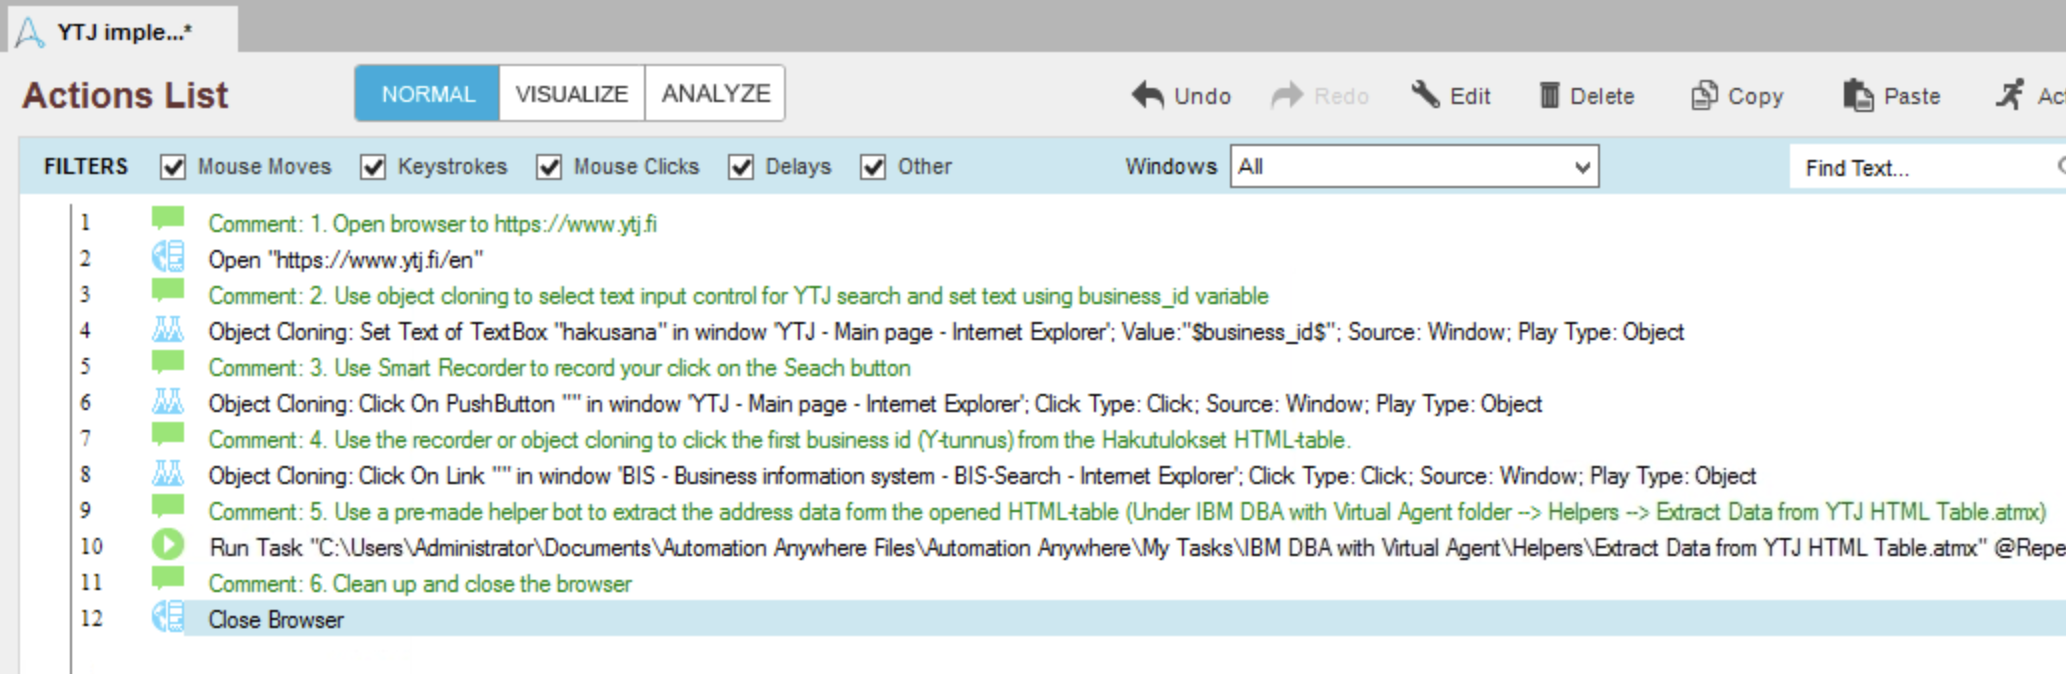 YTJ imple...*
Actions List NORMAL VISUALIZE ANALYZE Undo Redo Edit Delete Copy Paste
FILTERS Mouse Moves Keystrokes Mouse Clicks Delays Other Windows All Find Text...
1 Comment: 1. Open browser to https://www.ytj.fi
2 Open "https://www.ytj.fi/en"
3 Comment: 2. Use object cloning to select text input control for YTJ search and set text using business_id variable
4 Object Cloning: Set Text of TextBox "hakusana" in window 'YTJ - Main page - Internet Explorer'; Value:"$business_id$"; Source: Window; Play Type: Object
5 Comment: 3. Use Smart Recorder to record your click on the Seach button
6 Object Cloning: Click On PushButton "" in window 'YTJ - Main page - Internet Explorer'; Click Type: Click; Source: Window; Play Type: Object
7 Comment: 4. Use the recorder or object cloning to click the first business id (Y-tunnus) from the Hakutulokset HTML-table.
8 Object Cloning: Click On Link "" in window 'BIS - Business information system - BIS-Search - Internet Explorer'; Click Type: Click; Source: Window; Play Type: Object
9 Comment: 5. Use a pre-made helper bot to extract the address data form the opened HTML-table (Under IBM DBA with Virtual Agent folder --> Helpers --> Extract Data from YTJ HTML Table.atmx)
10 Run Task "C:\Users\Administrator\Documents\Automation Anywhere Files\Automation Anywhere\My Tasks\IBM DBA with Virtual Agent\Helpers\Extract Data from YTJ HTML Table.atmx" @Repe
11 Comment: 6. Clean up and close the browser
12 Close Browser